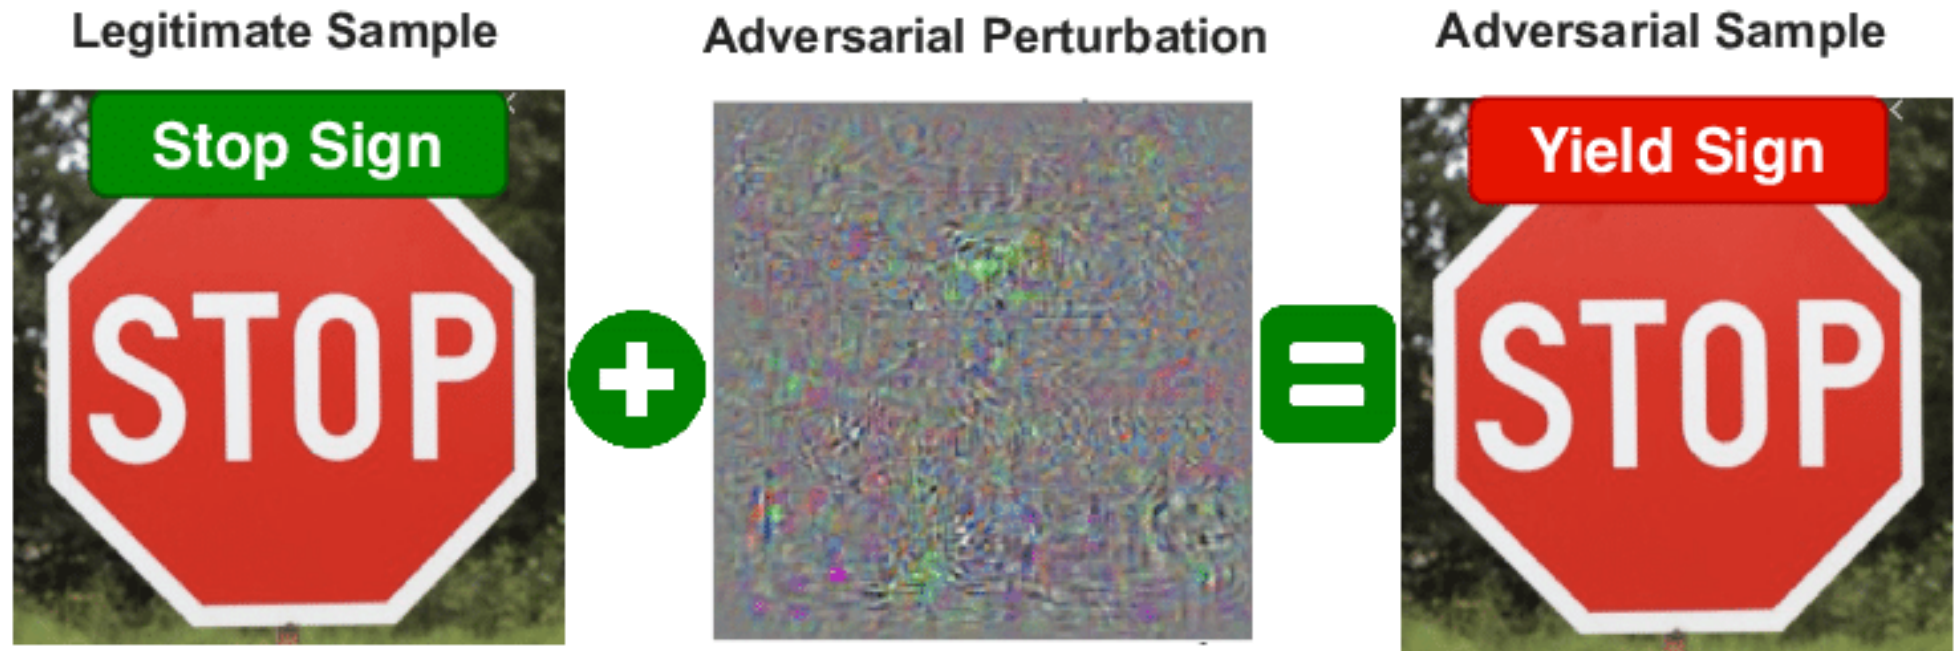 Legitimate Sample
Adversarial Perturbation
Adversarial Sample
Stop Sign
Yield Sign
STOP
STOP